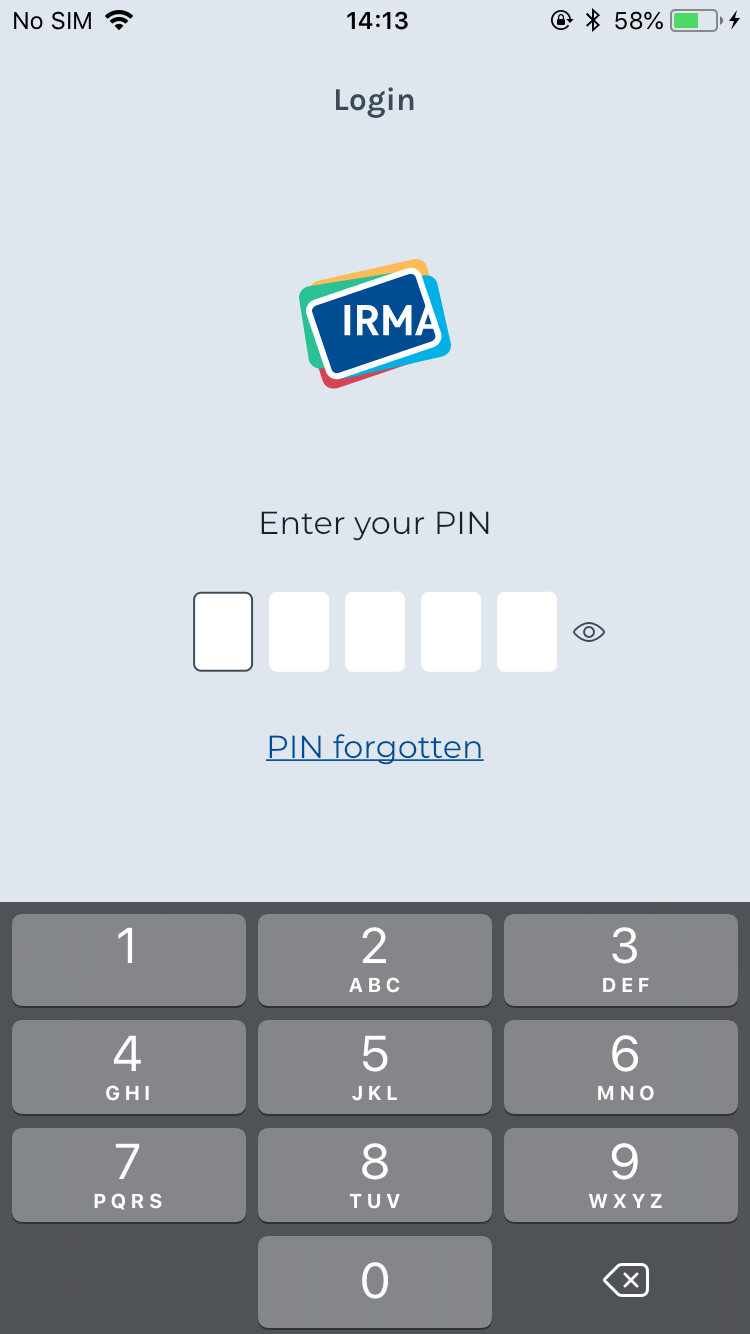 No SIM 14:13 58%
Login
IRMA
Enter your PIN
PIN forgotten
1 2 3
ABC DEF
4 5 6
GHI JKL MNO
7 8 9
PQRS TUV WXYZ
0